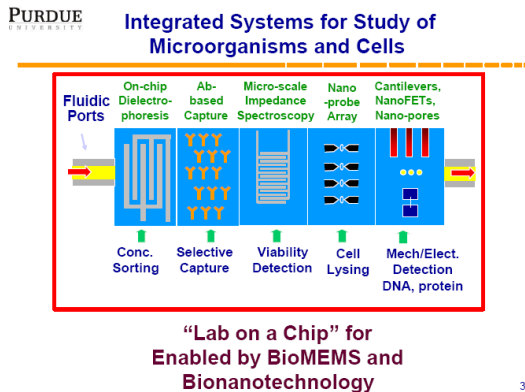 PURDUE
UNIVERSITY
Integrated Systems for Study of
Microorganisms and Cells
Fluidic
Ports
On-chip
Dielectro-
phoresis
Ab-
based
Capture
Micro-scale
Impedance
Spectroscopy
Nano
-probe
Array
Cantilevers,
NanoFETs,
Nano-pores
Conc.
Sorting
Selective
Capture
Viability
Detection
Cell
Lysing
Mech/Elect.
Detection
DNA, protein
“Lab on a Chip” for
Enabled by BioMEMS and
Bionanotechnology
3